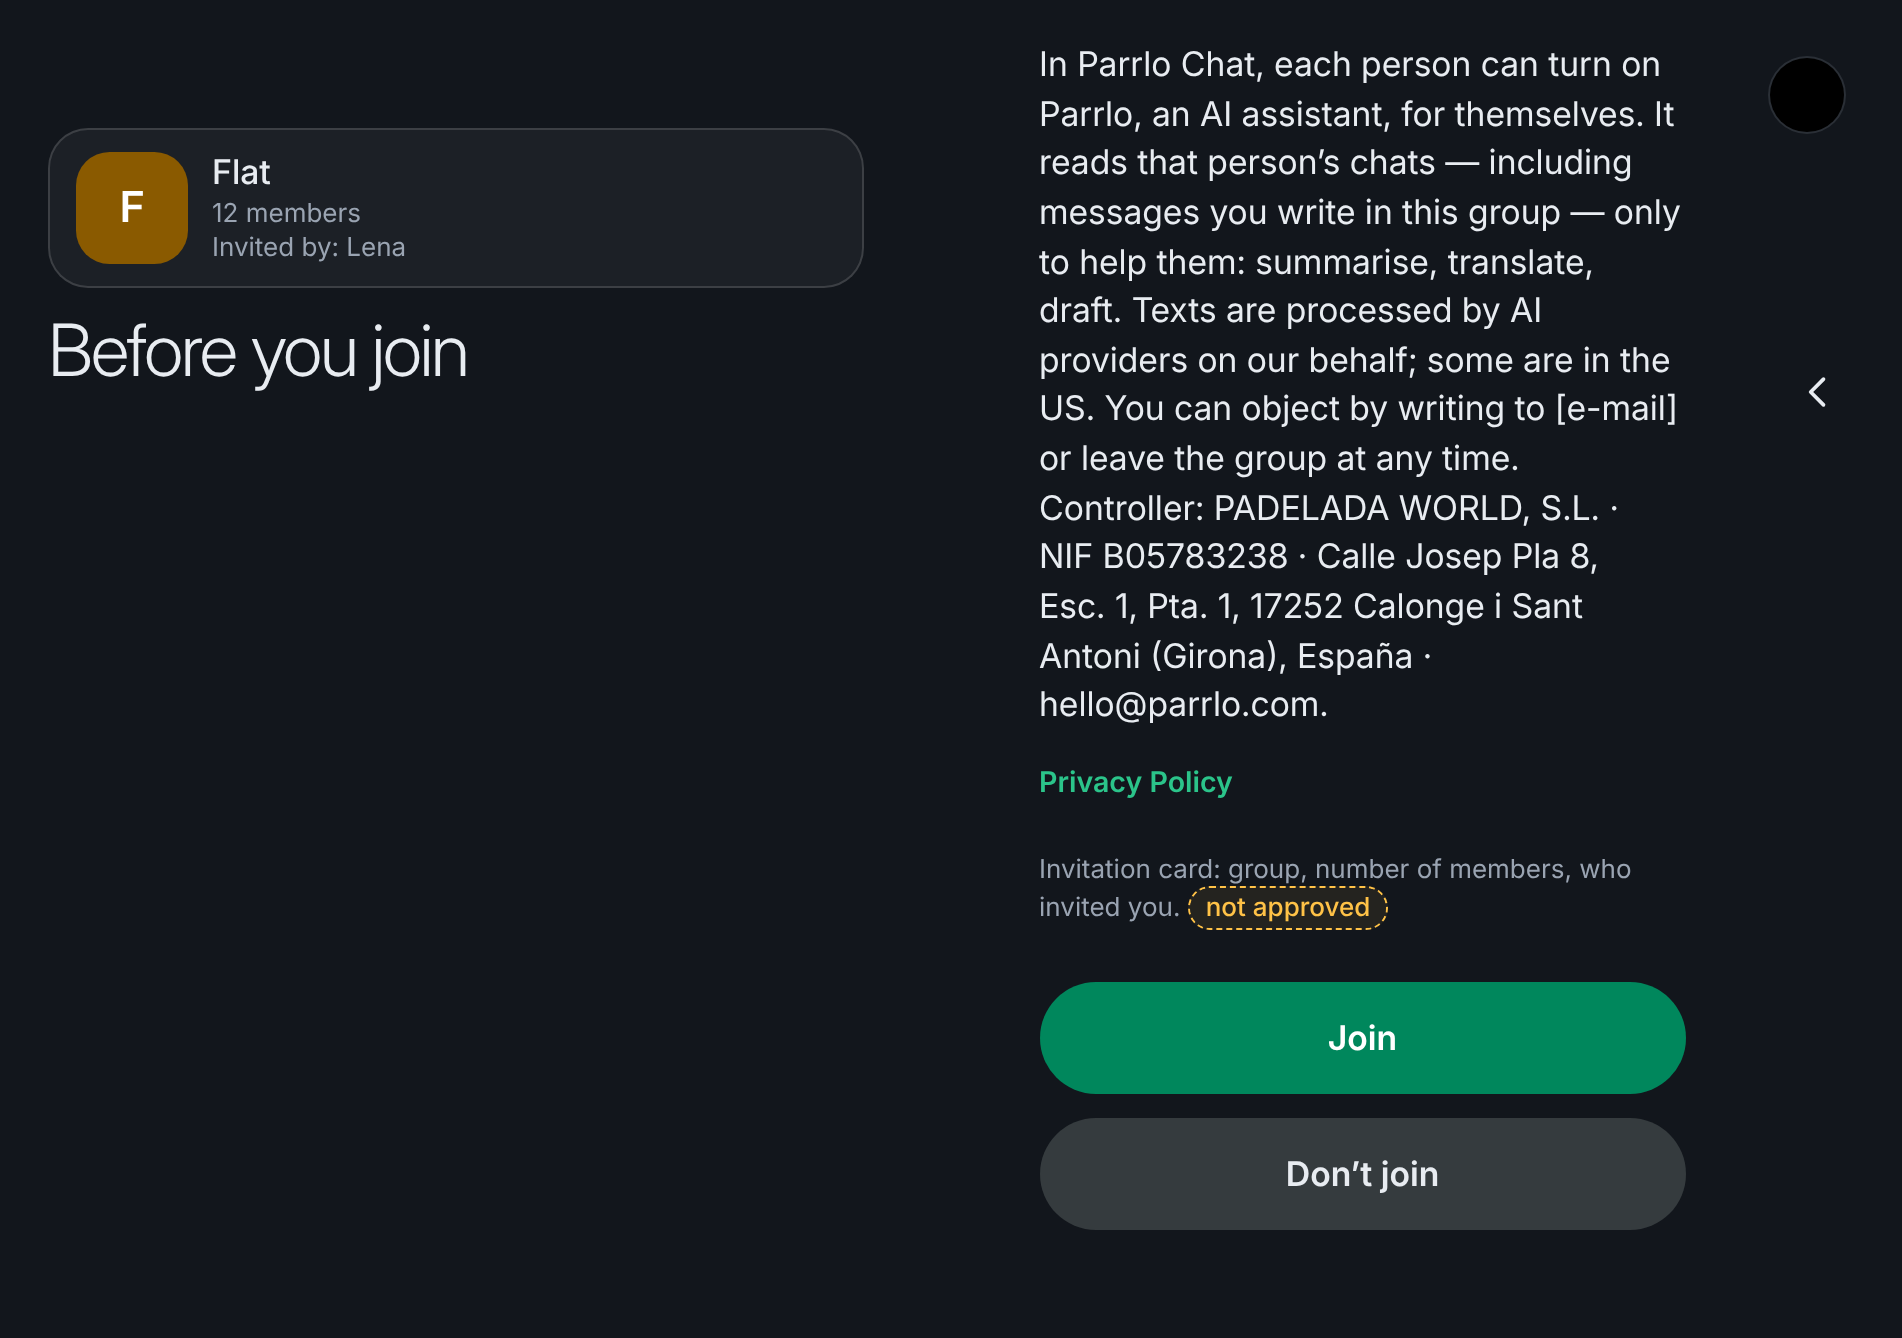 F
Flat
12 members
Invited by: Lena
Before you join
In Parrlo Chat, each person can turn on
Parrlo, an AI assistant, for themselves. It
reads that person’s chats — including
messages you write in this group — only
to help them: summarise, translate,
draft. Texts are processed by AI
providers on our behalf; some are in the
US. You can object by writing to [e-mail]
or leave the group at any time.
Controller: PADELADA WORLD, S.L. ·
NIF B05783238 · Calle Josep Pla 8,
Esc. 1, Pta. 1, 17252 Calonge i Sant
Antoni (Girona), España ·
hello@parrlo.com.
Privacy Policy
Invitation card: group, number of members, who
invited you. not approved
Join
Don’t join